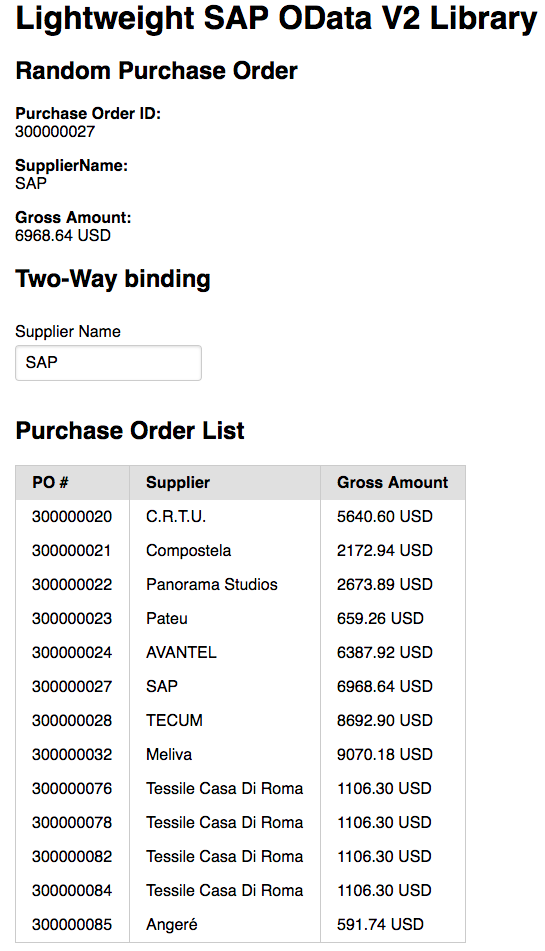 Lightweight SAP OData V2 Library
Random Purchase Order
Purchase Order ID:
300000027
SupplierName:
SAP
Gross Amount:
6968.64 USD
Two-Way binding
Supplier Name
SAP
Purchase Order List
PO # Supplier Gross Amount
300000020 C.R.T.U. 5640.60 USD
300000021 Compostela 2172.94 USD
300000022 Panorama Studios 2673.89 USD
300000023 Pateu 659.26 USD
300000024 AVANTEL 6387.92 USD
300000027 SAP 6968.64 USD
300000028 TECUM 8692.90 USD
300000032 Meliva 9070.18 USD
300000076 Tessile Casa Di Roma 1106.30 USD
300000078 Tessile Casa Di Roma 1106.30 USD
300000082 Tessile Casa Di Roma 1106.30 USD
300000084 Tessile Casa Di Roma 1106.30 USD
300000085 Angeré 591.74 USD